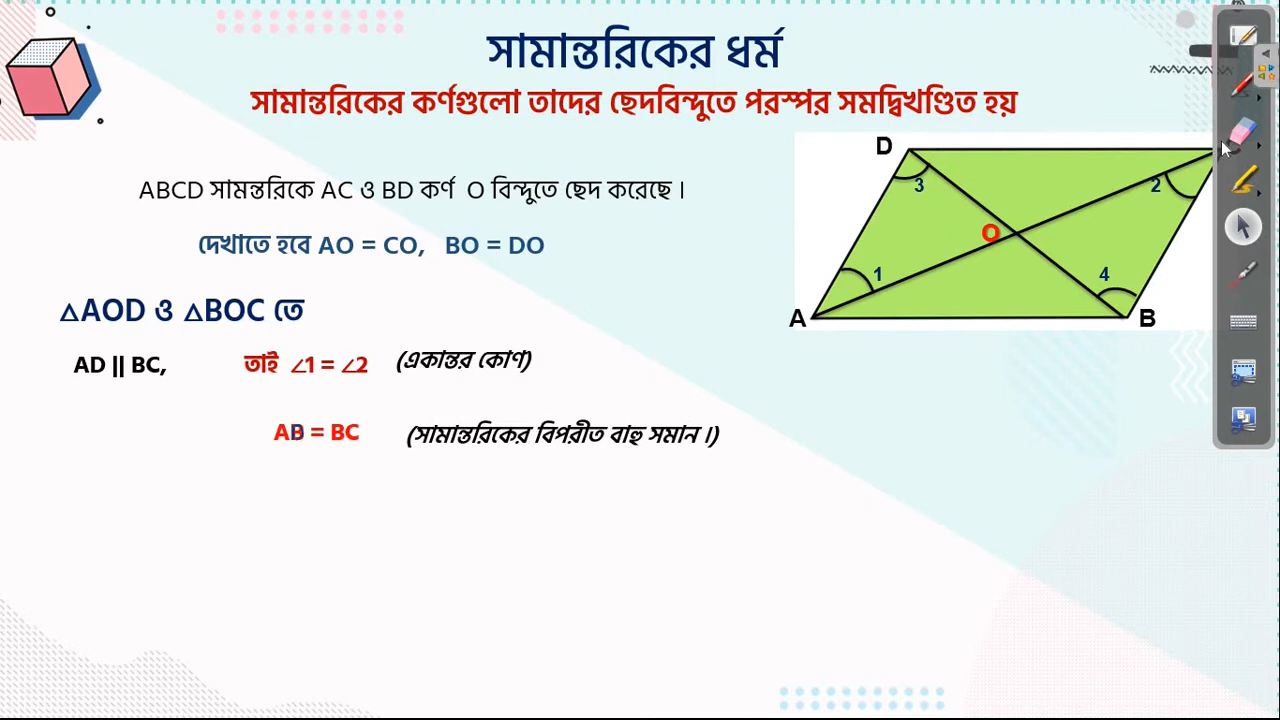 সামান্তরিকের ধর্ম
সামান্তরিকের কর্ণগুলো তাদের ছেদবিন্দুতে পরস্পর সমদ্বিখণ্ডিত হয়
ABCD সামন্তরিকে AC ও BD কর্ণ O বিন্দুতে ছেদ করেছে ।
দেখাতে হবে AO = CO, BO = DO
△AOD ও △BOC তে
AD || BC, তাই ∠1 = ∠2 (একান্তর কোণ)
AB = BC (সামান্তরিকের বিপরীত বাহু সমান ।)
D
3
2
O
1
4
A
B